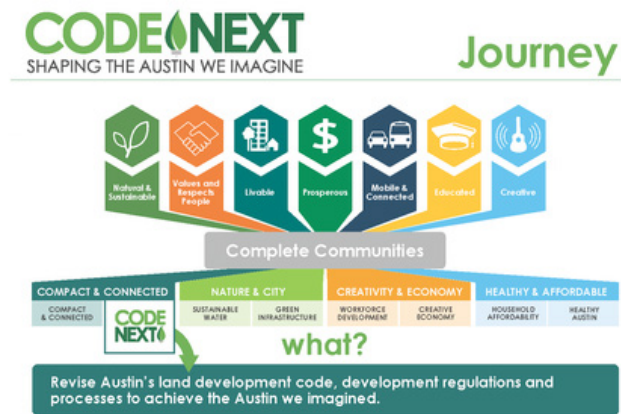 CODE NEXT
SHAPING THE AUSTIN WE IMAGINE
Journey
$
Natural &
Sustainable
Values and
Respects
People
Livable
Prosperous
Mobile &
Connected
Educated
Creative
Complete Communities
COMPACT & CONNECTED
NATURE & CITY
CREATIVITY & ECONOMY
HEALTHY & AFFORDABLE
COMPACT
& CONNECTED
CODE
NEXT
SUSTAINABLE
WATER
GREEN
INFRASTRUCTURE
WORKFORCE
DEVELOPMENT
CREATIVE
ECONOMY
HOUSEHOLD
AFFORDABILITY
HEALTHY
AUSTIN
what?
Revise Austin's land development code, development regulations and
processes to achieve the Austin we imagined.